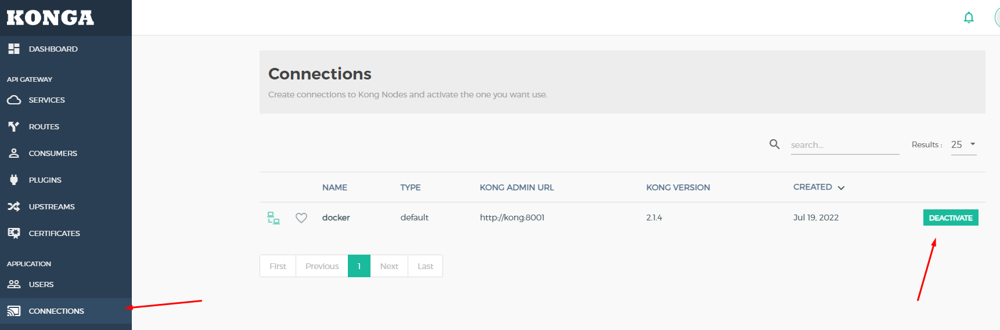 KONGA
DASHBOARD
API GATEWAY
SERVICES
ROUTES
CONSUMERS
PLUGINS
UPSTREAMS
CERTIFICATES
APPLICATION
USERS
CONNECTIONS
Connections
Create connections to Kong Nodes and activate the one you want use.
search... Results : 25
NAME TYPE KONG ADMIN URL KONG VERSION CREATED
docker default http://kong:8001 2.1.4 Jul 19, 2022 DEACTIVATE
First Previous 1 Next Last